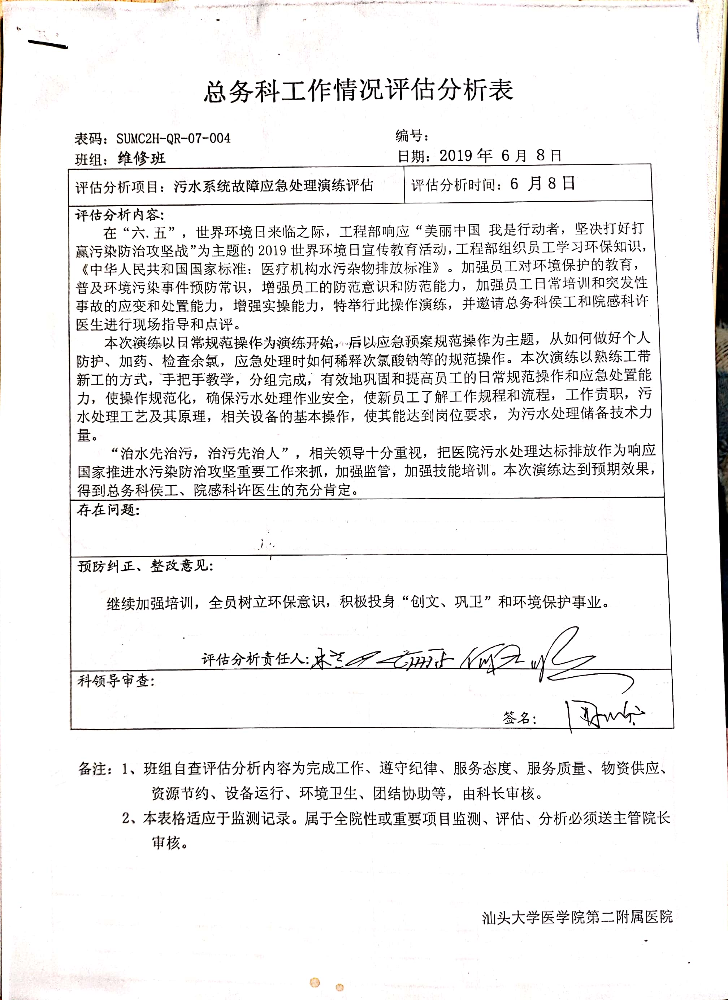 总务科工作情况评估分析表
表码：SUMC2H-QR-07-004
编号：
班组：维修班
日期：2019 年 6 月 8 日
评估分析项目：污水系统故障应急处理演练评估
评估分析时间：6 月 8 日
评估分析内容：
在“六.五”，世界环境日来临之际，工程部响应“美丽中国 我是行动者，坚决打好打
赢污染防治攻坚战”为主题的 2019 世界环境日宣传教育活动，工程部组织员工学习环保知识，
《中华人民共和国国家标准：医疗机构水污染物排放标准》。加强员工对环境保护的教育，
普及环境污染事件预防常识，增强员工的防范意识和防范能力，加强员工日常培训和突发性
事故的应变和处置能力，增强实操能力，特举行此操作演练，并邀请总务科侯工和院感科许
医生进行现场指导和点评。
本次演练以日常规范操作为演练开始，后以应急预案规范操作为主题，从如何做好个人
防护、加药、检查余氯，应急处理时如何稀释次氯酸钠等的规范操作。本次演练以熟练工带
新工的方式，手把手教学，分组完成，有效地巩固和提高员工的日常规范操作和应急处置能
力，使操作规范化，确保污水处理作业安全，使新员工了解工作规程和流程，工作责职，污
水处理工艺及其原理，相关设备的基本操作，使其能达到岗位要求，为污水处理储备技术力
量。
“治水先治污，治污先治人”，相关领导十分重视，把医院污水处理达标排放作为响应
国家推进水污染防治攻坚重要工作来抓，加强监管，加强技能培训。本次演练达到预期效果，
得到总务科侯工、院感科许医生的充分肯定。
存在问题：
预防纠正、整改意见：
继续加强培训，全员树立环保意识，积极投身“创文、巩卫”和环境保护事业。
评估分析责任人：
科领导审查：
签名：
备注：1、班组自查评估分析内容为完成工作、遵守纪律、服务态度、服务质量、物资供应、
资源节约、设备运行、环境卫生、团结协助等，由科长审核。
2、本表格适应于监测记录。属于全院性或重要项目监测、评估、分析必须送主管院长
审核。
汕头大学医学院第二附属医院